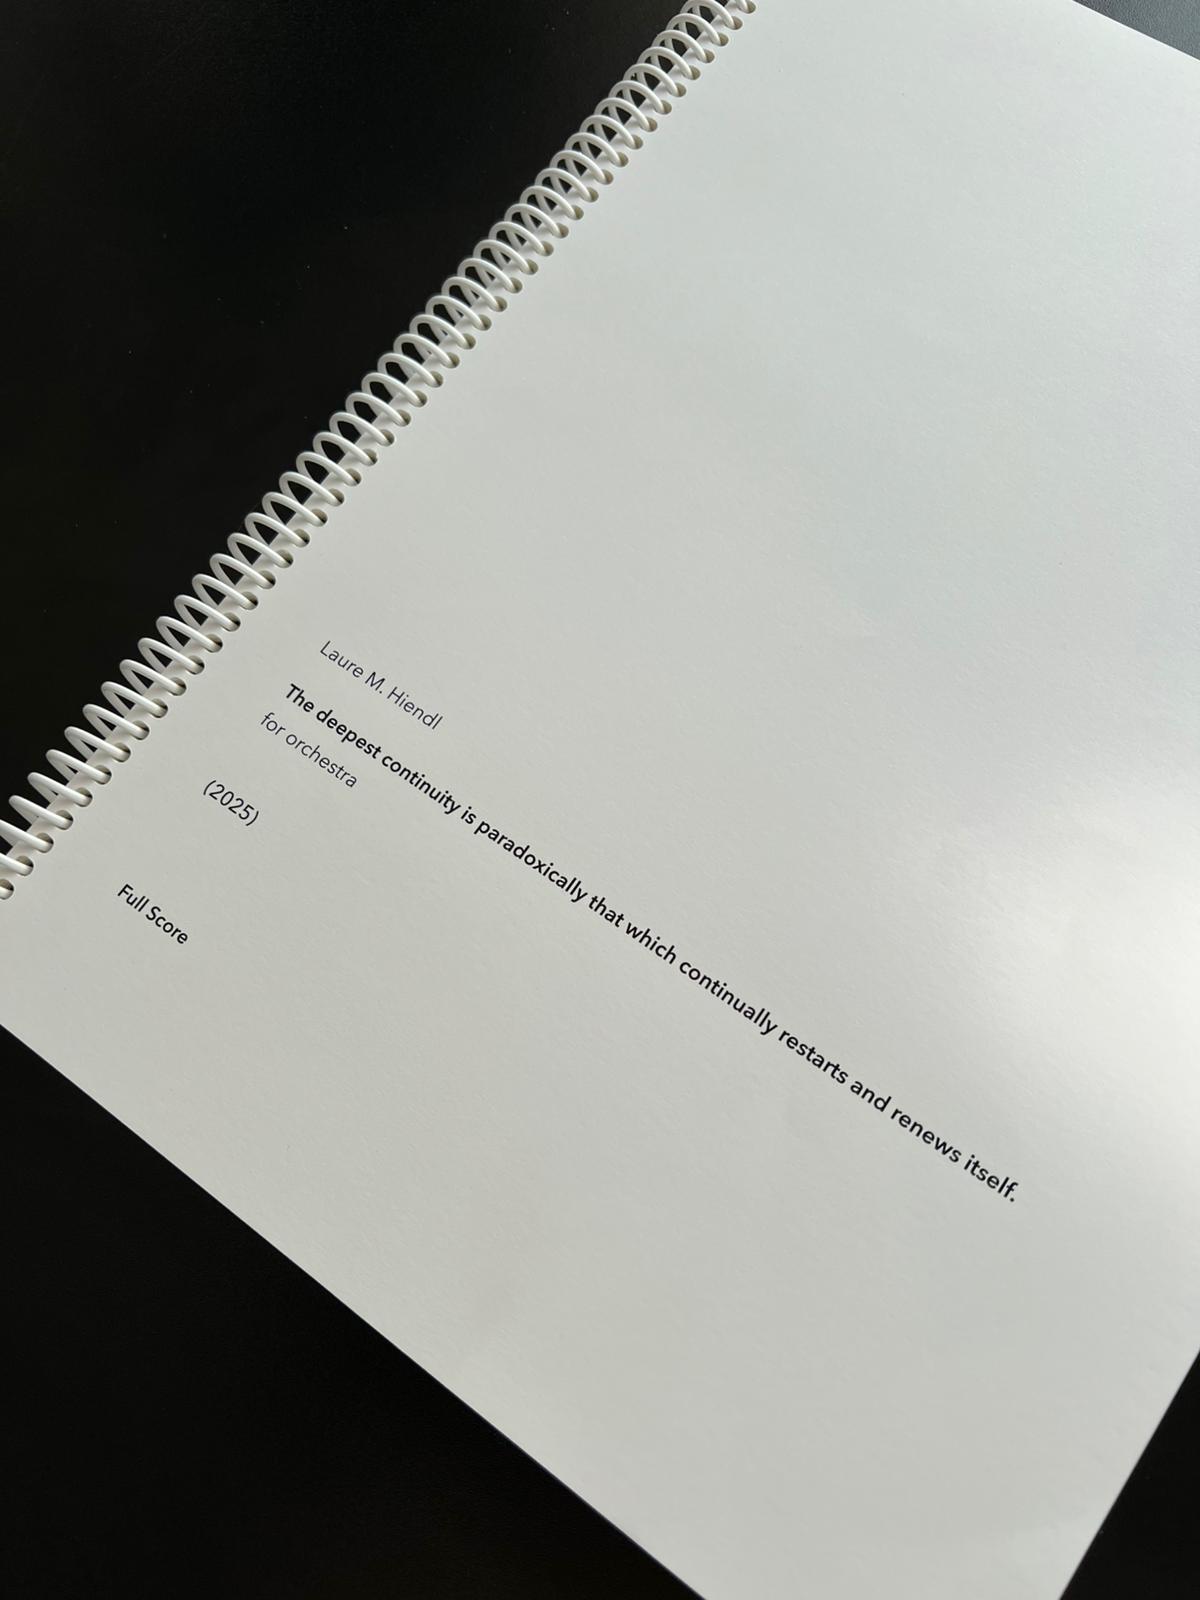 Laure M. Hiendl
The deepest continuity is paradoxically that which continually restarts and renews itself.
for orchestra
(2025)
Full Score